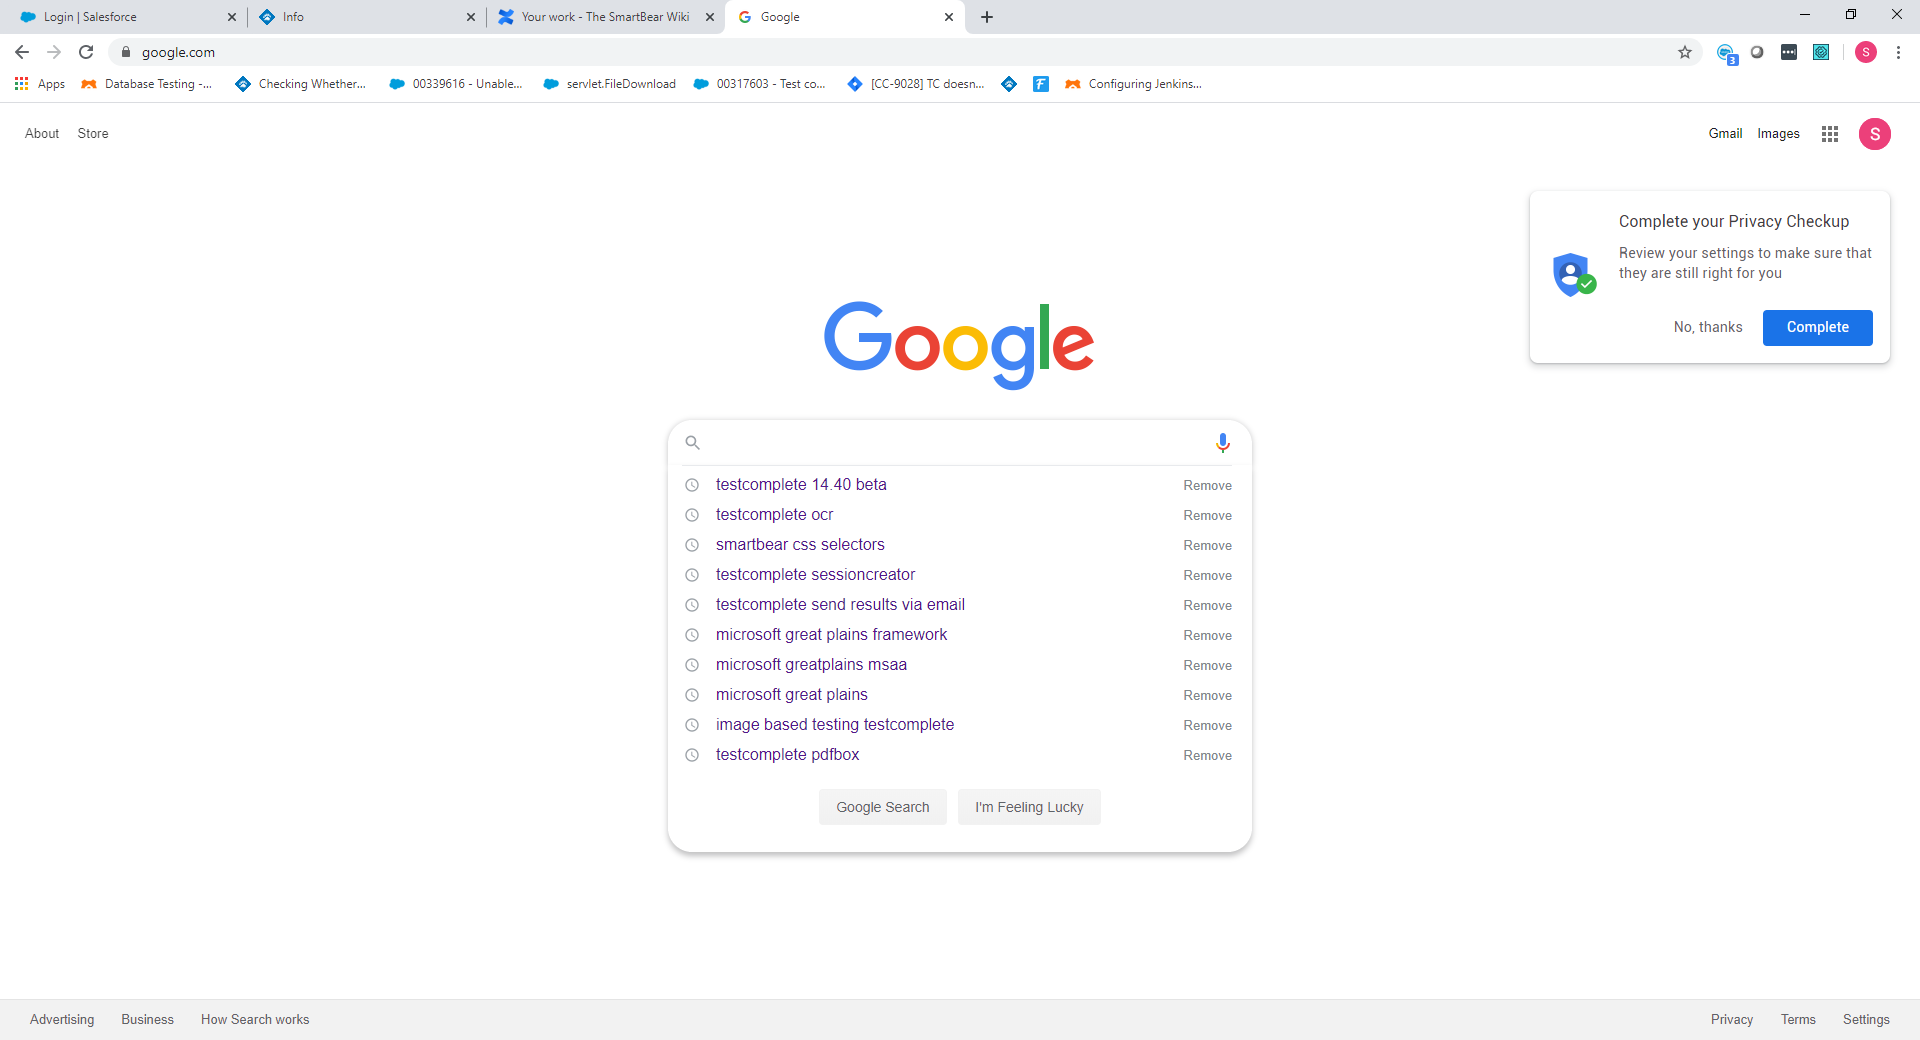 Login | Salesforce
Info
Your work - The SmartBear Wiki
Google
google.com
3
S
Apps
Database Testing -...
Checking Whether...
00339616 - Unable...
servlet.FileDownload
00317603 - Test co...
[CC-9028] TC doesn...
F
Configuring Jenkins...
About Store
Gmail Images
S
Complete your Privacy Checkup
Review your settings to make sure that
they are still right for you
No, thanks Complete
Google
testcomplete 14.40 beta Remove
testcomplete ocr Remove
smartbear css selectors Remove
testcomplete sessioncreator Remove
testcomplete send results via email Remove
microsoft great plains framework Remove
microsoft greatplains msaa Remove
microsoft great plains Remove
image based testing testcomplete Remove
testcomplete pdfbox Remove
Google Search I'm Feeling Lucky
Advertising Business How Search works
Privacy Terms Settings